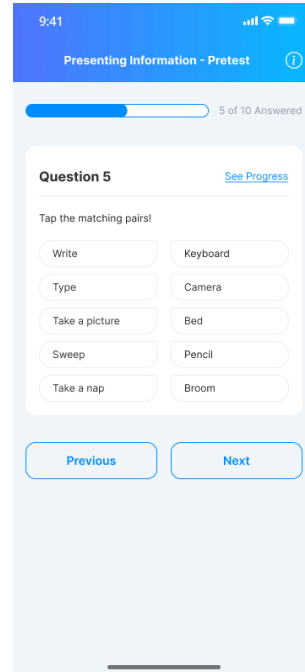 9:41
Presenting Information - Pretest
5 of 10 Answered
Question 5 See Progress
Tap the matching pairs!
Write Keyboard
Type Camera
Take a picture Bed
Sweep Pencil
Take a nap Broom
Previous Next